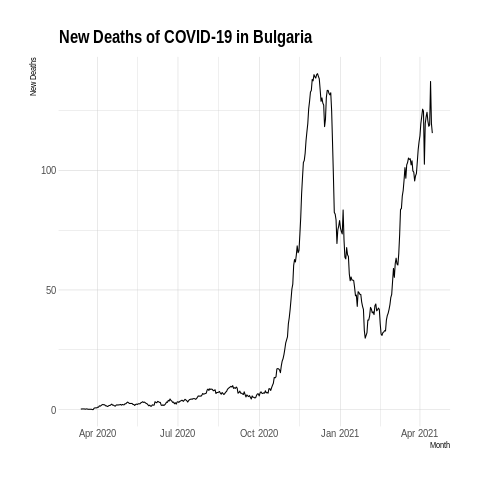 New Deaths of COVID-19 in Bulgaria
New Deaths
100
50
0
Apr 2020 Jul 2020 Oct 2020 Jan 2021 Apr 2021
Month